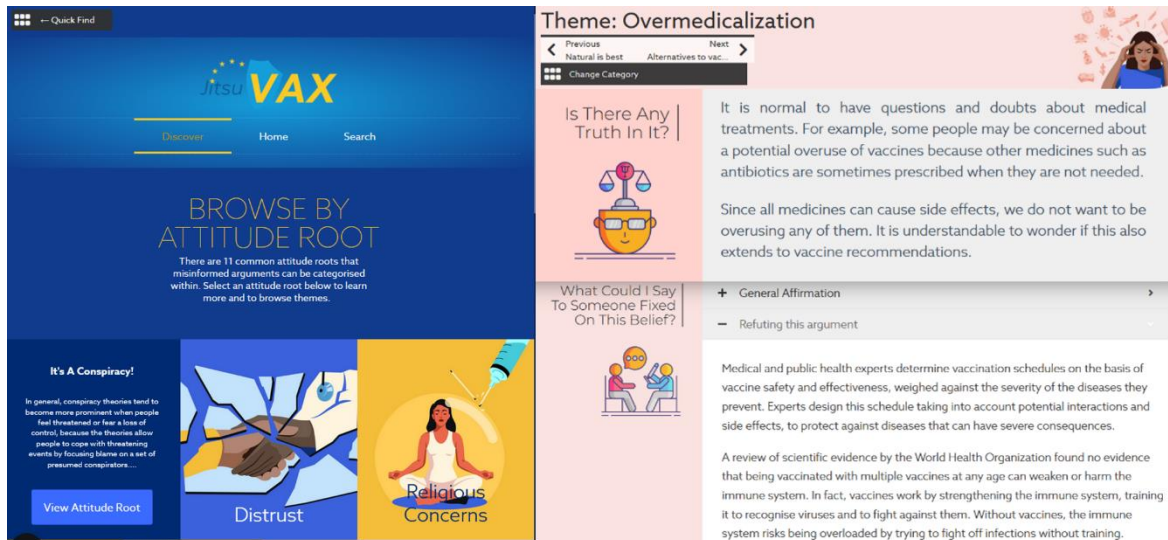 ← Quick Find
Jitsu VAX
Discover
Home
Search
BROWSE BY
ATTITUDE ROOT
There are 11 common attitude roots that
misinformed arguments can be categorised
within. Select an attitude root below to learn
more and to browse themes.
It's A Conspiracy!
In general, conspiracy theories tend to
become more prominent when people
feel threatened or fear a loss of
control, because the theories allow
people to cope with threatening
events by focusing blame on a set of
presumed conspirators....
View Attitude Root
Distrust
Religious
Concerns
Theme: Overmedicalization
Previous
Natural is best
Next
Alternatives to vac...
Change Category
Is There Any
Truth In It?
It is normal to have questions and doubts about medical
treatments. For example, some people may be concerned about
a potential overuse of vaccines because other medicines such as
antibiotics are sometimes prescribed when they are not needed.
Since all medicines can cause side effects, we do not want to be
overusing any of them. It is understandable to wonder if this also
extends to vaccine recommendations.
What Could I Say
To Someone Fixed
On This Belief?
+ General Affirmation
− Refuting this argument
Medical and public health experts determine vaccination schedules on the basis of
vaccine safety and effectiveness, weighed against the severity of the diseases they
prevent. Experts design this schedule taking into account potential interactions and
side effects, to protect against diseases that can have severe consequences.
A review of scientific evidence by the World Health Organization found no evidence
that being vaccinated with multiple vaccines at any age can weaken or harm the
immune system. In fact, vaccines work by strengthening the immune system, training
it to recognise viruses and to fight against them. Without vaccines, the immune
system risks being overloaded by trying to fight off infections without training.